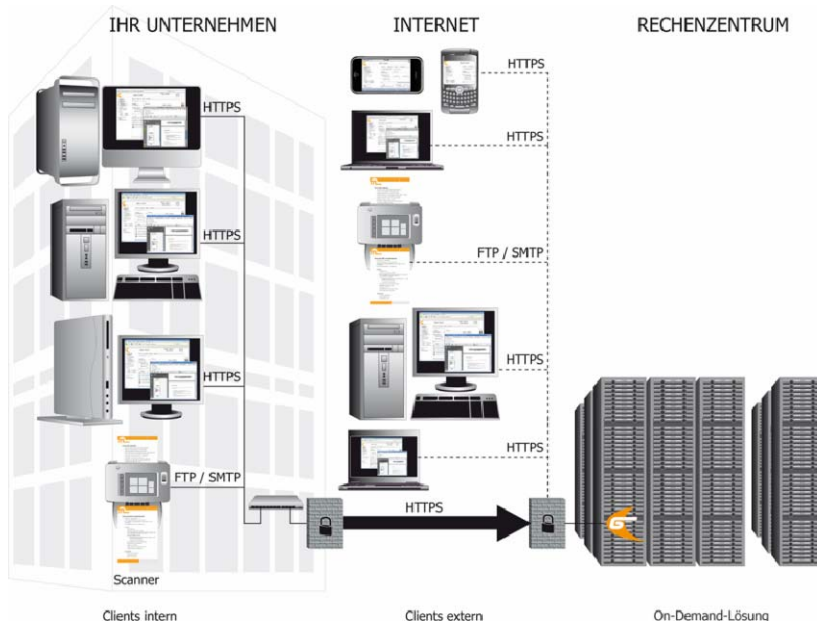 IHR UNTERNEHMEN
INTERNET
RECHENZENTRUM
HTTPS
HTTPS
HTTPS
FTP / SMTP
Scanner
HTTPS
HTTPS
FTP / SMTP
HTTPS
HTTPS
HTTPS
Clients intern
Clients extern
On-Demand-Lösung